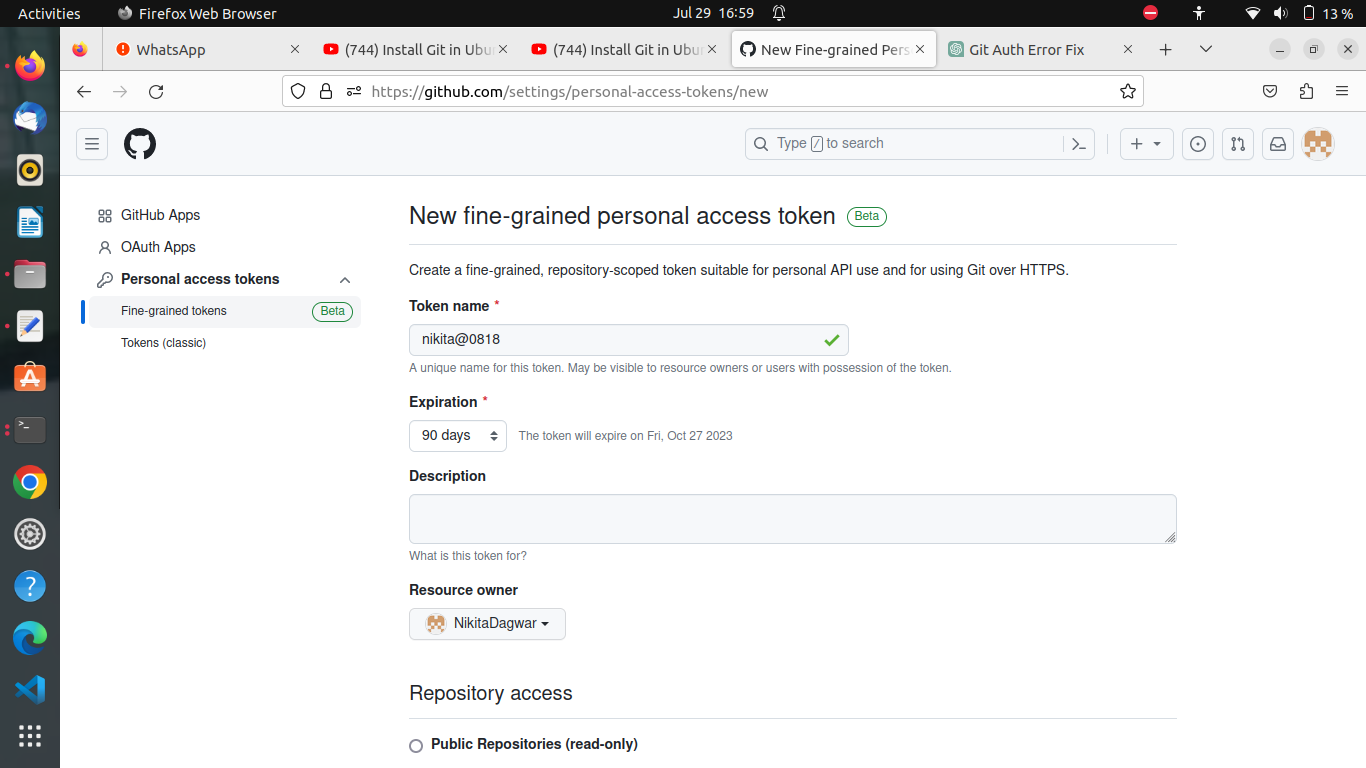 Activities
Firefox Web Browser
Jul 29 16:59
13 %
WhatsApp
(744) Install Git in Ubu
(744) Install Git in Ubu
New Fine-grained Pers
Git Auth Error Fix
https://github.com/settings/personal-access-tokens/new
Type / to search
GitHub Apps
OAuth Apps
Personal access tokens
Fine-grained tokens
Beta
Tokens (classic)
New fine-grained personal access token
Beta
Create a fine-grained, repository-scoped token suitable for personal API use and for using Git over HTTPS.
Token name *
nikita@0818
A unique name for this token. May be visible to resource owners or users with possession of the token.
Expiration *
90 days
The token will expire on Fri, Oct 27 2023
Description
What is this token for?
Resource owner
NikitaDagwar
Repository access
Public Repositories (read-only)